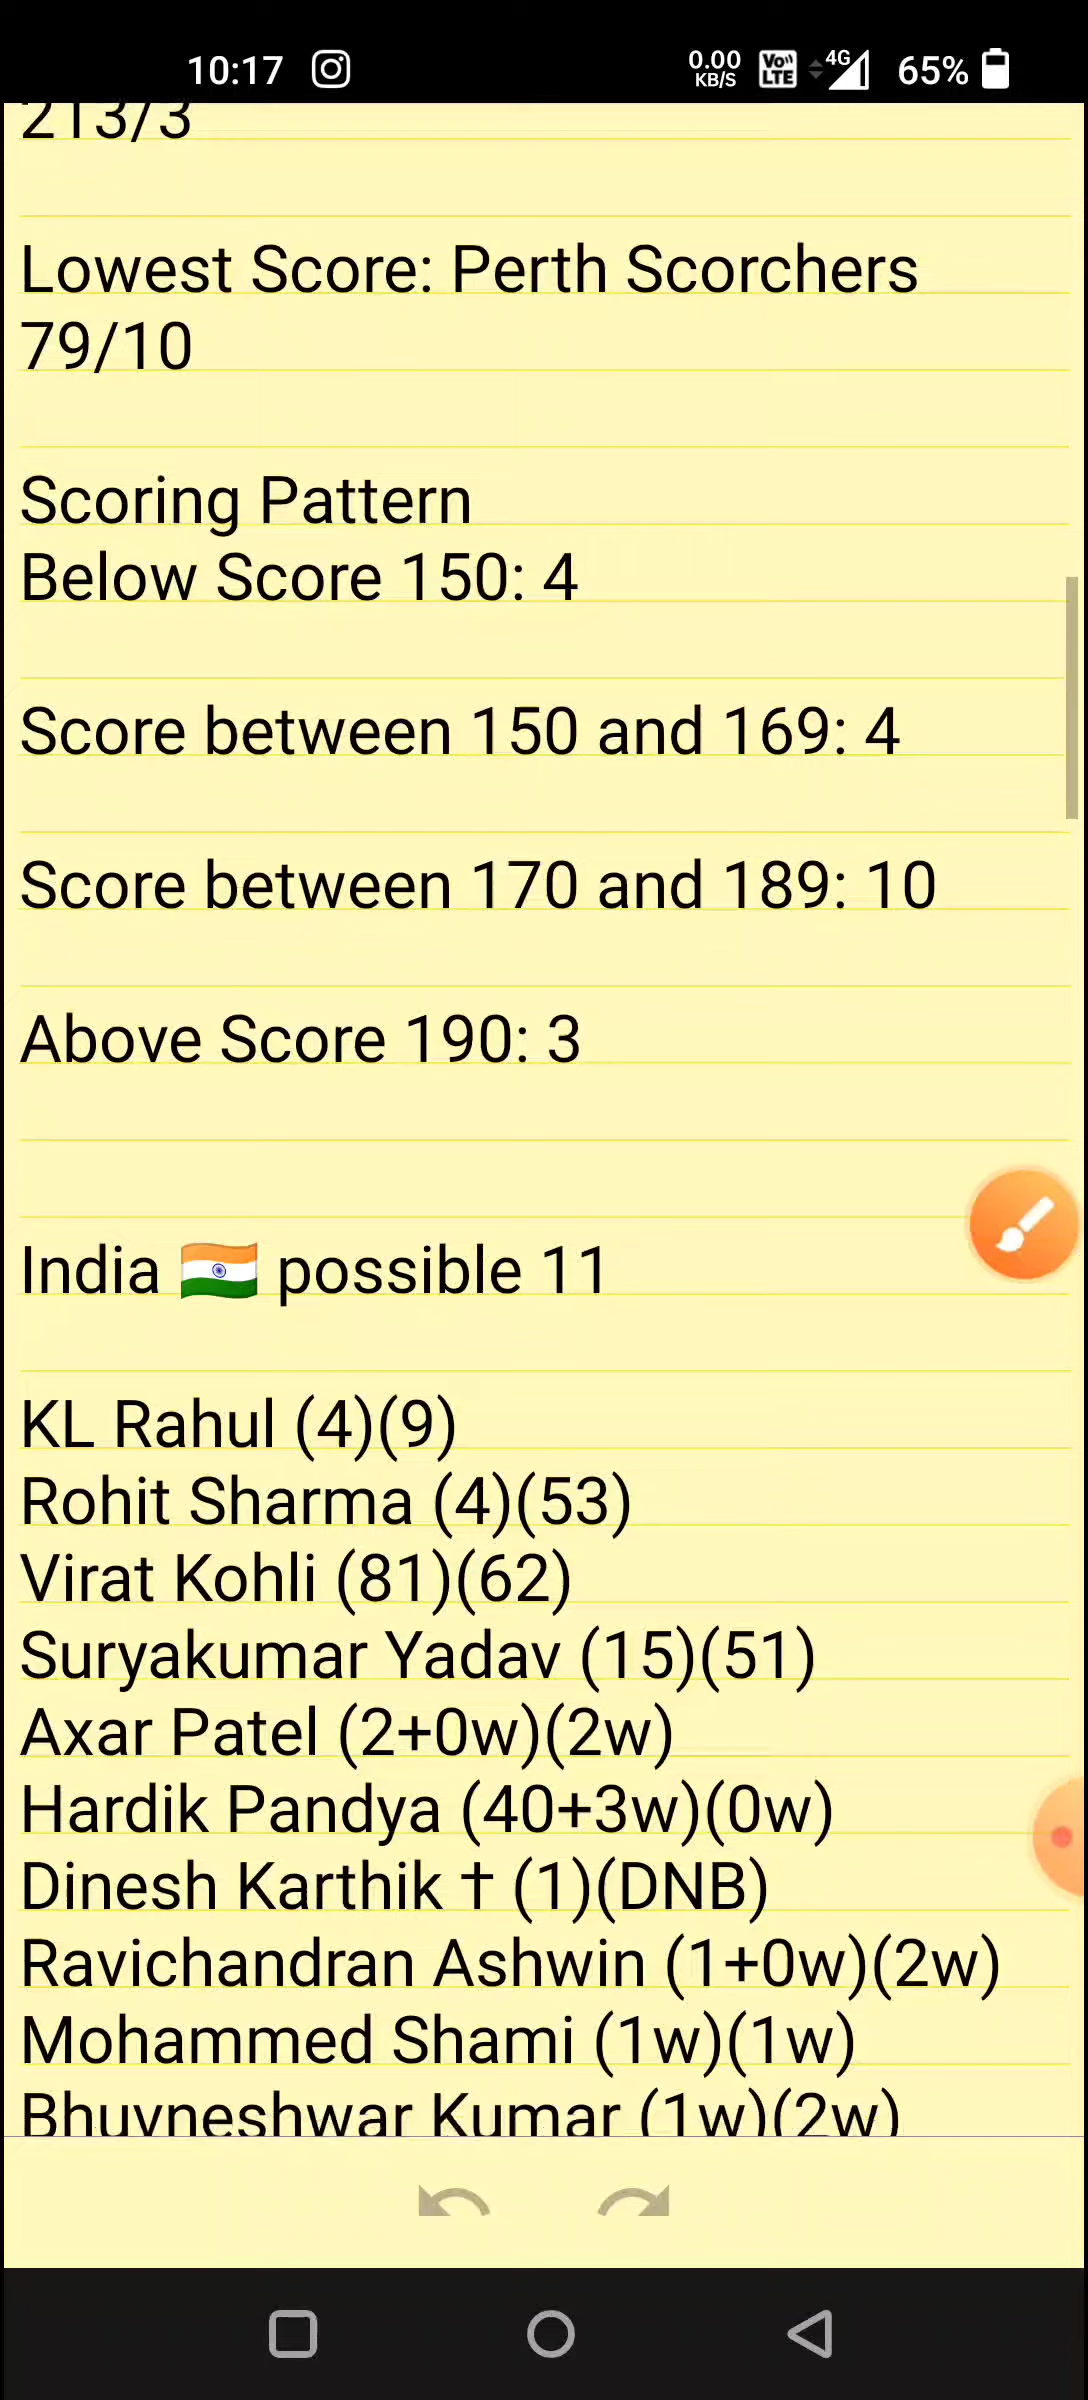 10:17
0.00 KB/S
Vo)) LTE
4G
65%
213/3
Lowest Score: Perth Scorchers
79/10
Scoring Pattern
Below Score 150: 4
Score between 150 and 169: 4
Score between 170 and 189: 10
Above Score 190: 3
India 🇮🇳 possible 11
KL Rahul (4)(9)
Rohit Sharma (4)(53)
Virat Kohli (81)(62)
Suryakumar Yadav (15)(51)
Axar Patel (2+0w)(2w)
Hardik Pandya (40+3w)(0w)
Dinesh Karthik † (1)(DNB)
Ravichandran Ashwin (1+0w)(2w)
Mohammed Shami (1w)(1w)
Bhuvneshwar Kumar (1w)(2w)